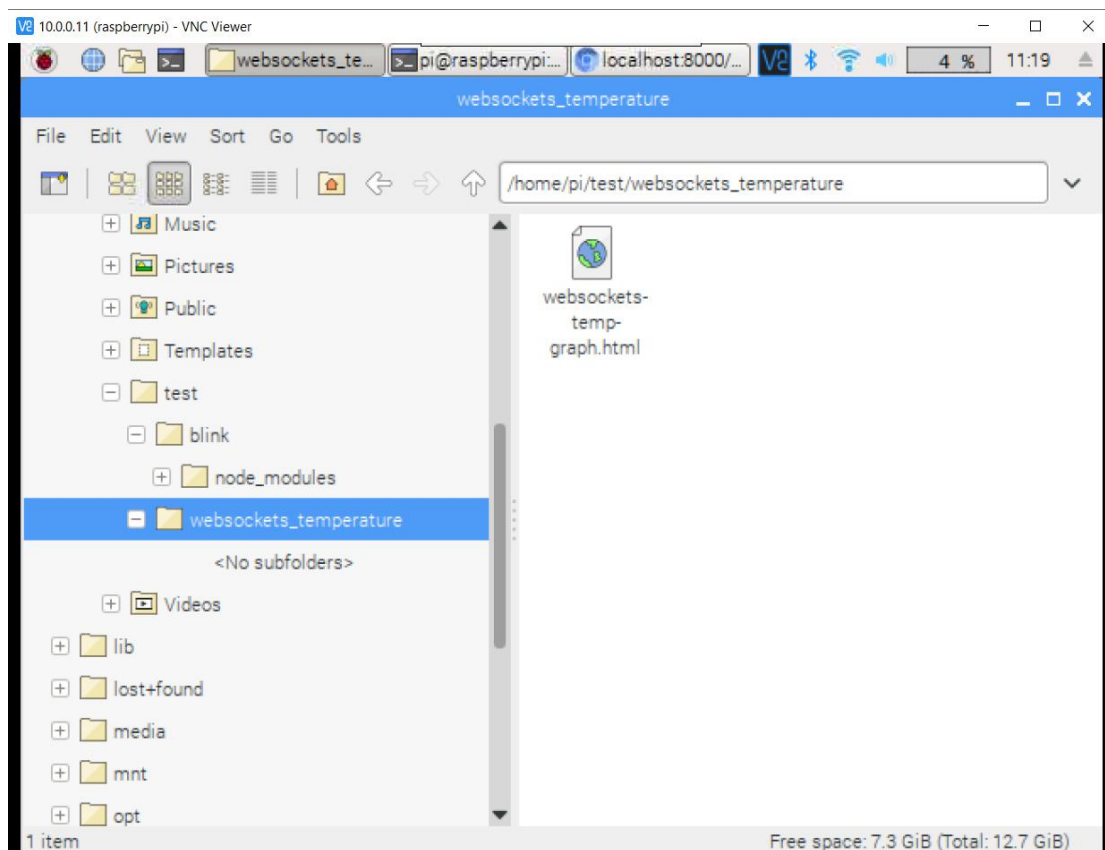 V2 10.0.0.11 (raspberrypi) - VNC Viewer
websockets_te... pi@raspberrypi:... localhost:8000/... V2 4 % 11:19
websockets_temperature
File Edit View Sort Go Tools
/home/pi/test/websockets_temperature
Music
Pictures
Public
Templates
test
blink
node_modules
websockets_temperature
<No subfolders>
Videos
lib
lost+found
media
mnt
opt
websockets-
temp-
graph.html
1 item Free space: 7.3 GiB (Total: 12.7 GiB)